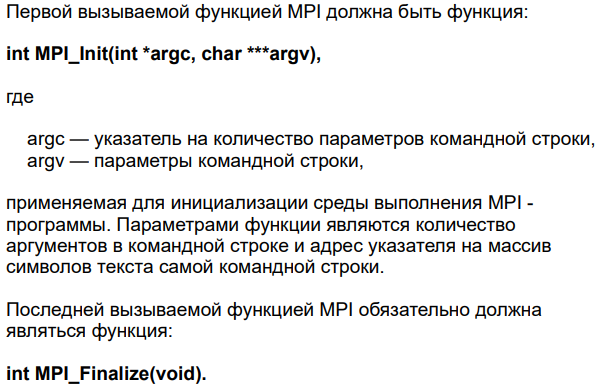 Первой вызываемой функцией MPI должна быть функция:
int MPI_Init(int *argc, char ***argv),
где
argc — указатель на количество параметров командной строки,
argv — параметры командной строки,
применяемая для инициализации среды выполнения MPI -
программы. Параметрами функции являются количество
аргументов в командной строке и адрес указателя на массив
символов текста самой командной строки.
Последней вызываемой функцией MPI обязательно должна
являться функция:
int MPI_Finalize(void).